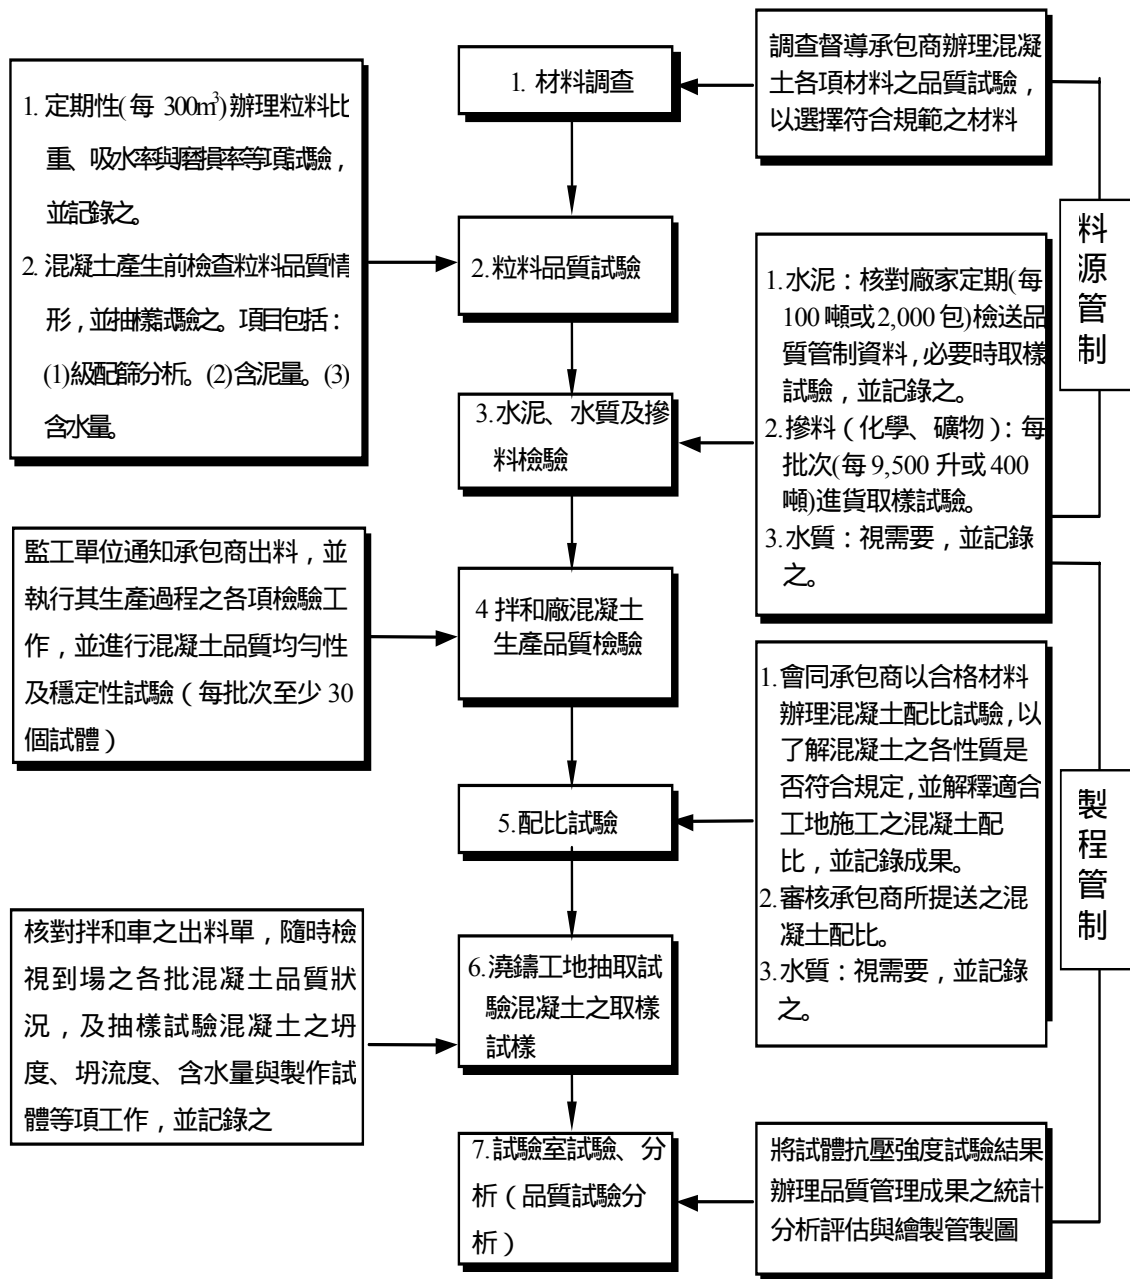 1. 材料調查
調查督導承包商辦理混凝
土各項材料之品質試驗，
以選擇符合規範之材料
1. 定期性(每 300m³)辦理粒料比
重、吸水率與磨損率等項試驗，
並記錄之。
2. 混凝土產生前檢查粒料品質情
形，並抽樣試驗之。項目包括：
(1)級配篩分析。(2)含泥量。(3)
含水量。
2.粒料品質試驗
料源管制
1.水泥：核對廠家定期(每
100 噸或 2,000 包)檢送品
質管制資料，必要時取樣
試驗，並記錄之。
2.摻料（化學、礦物）：每
批次(每 9,500 升或 400
噸)進貨取樣試驗。
3.水質：視需要，並記錄
之。
3.水泥、水質及摻
料檢驗
監工單位通知承包商出料，並
執行其生產過程之各項檢驗工
作，並進行混凝土品質均勻性
及穩定性試驗（每批次至少 30
個試體）
4 拌和廠混凝土
生產品質檢驗
1.會同承包商以合格材料
辦理混凝土配比試驗，以
了解混凝土之各性質是
否符合規定，並解釋適合
工地施工之混凝土配
比，並記錄成果。
2.審核承包商所提送之混
凝土配比。
3.水質：視需要，並記錄
之。
5.配比試驗
製程管制
核對拌和車之出料單，隨時檢
視到場之各批混凝土品質狀
況，及抽樣試驗混凝土之坍
度、坍流度、含水量與製作試
體等項工作，並記錄之
6.澆鑄工地抽取試
驗混凝土之取樣
試樣
7.試驗室試驗、分
析（品質試驗分
析）
將試體抗壓強度試驗結果
辦理品質管理成果之統計
分析評估與繪製管製圖